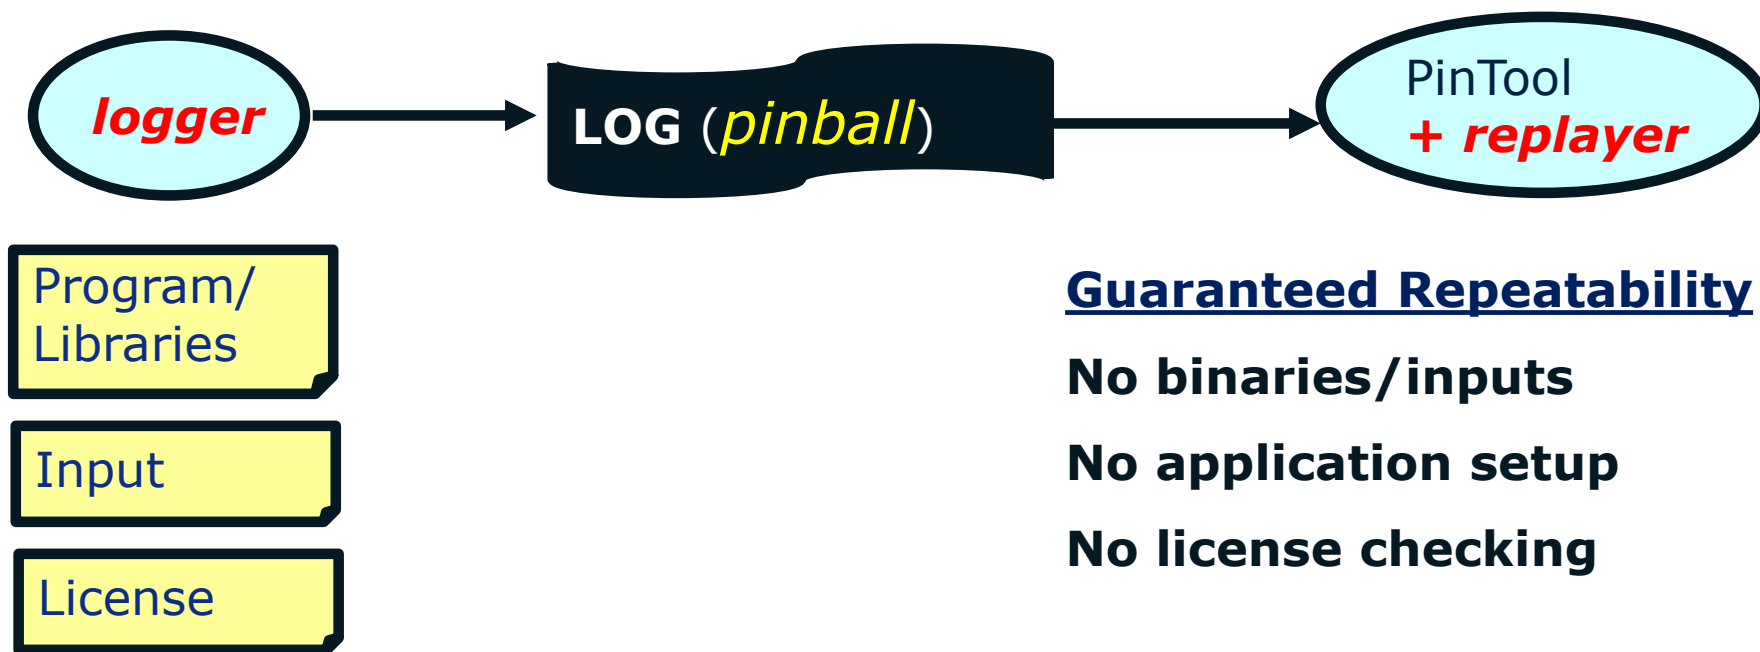 logger
LOG (pinball)
PinTool
+ replayer
Program/
Libraries
Input
License
Guaranteed Repeatability
No binaries/inputs
No application setup
No license checking